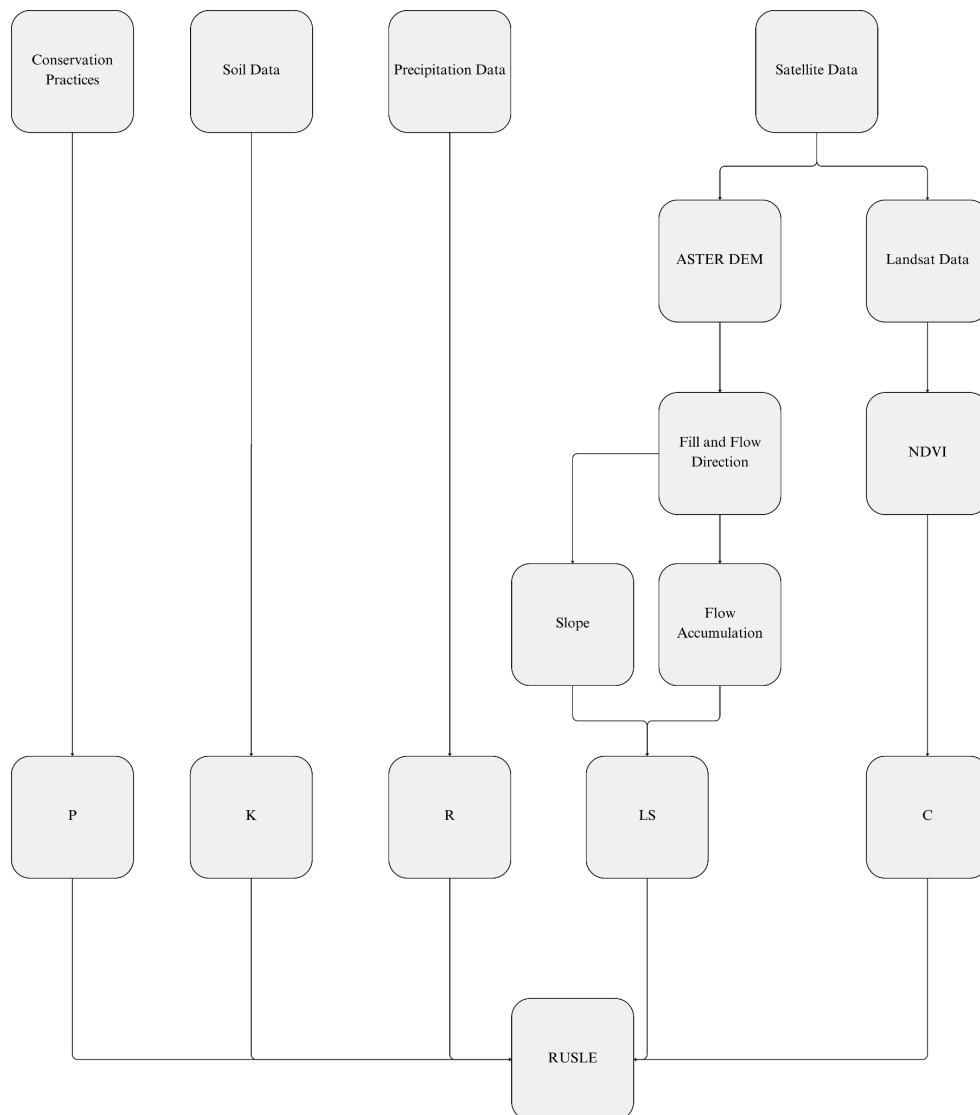 Conservation
Practices
Soil Data
Precipitation Data
Satellite Data
ASTER DEM
Landsat Data
Fill and Flow
Direction
NDVI
Slope
Flow
Accumulation
P
K
R
LS
C
RUSLE